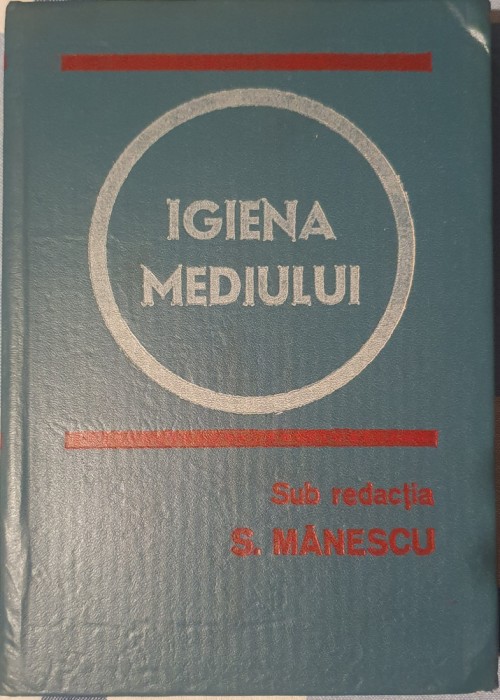 IGIENA
MEDIULUI
Sub redacția
S. MĂNESCU